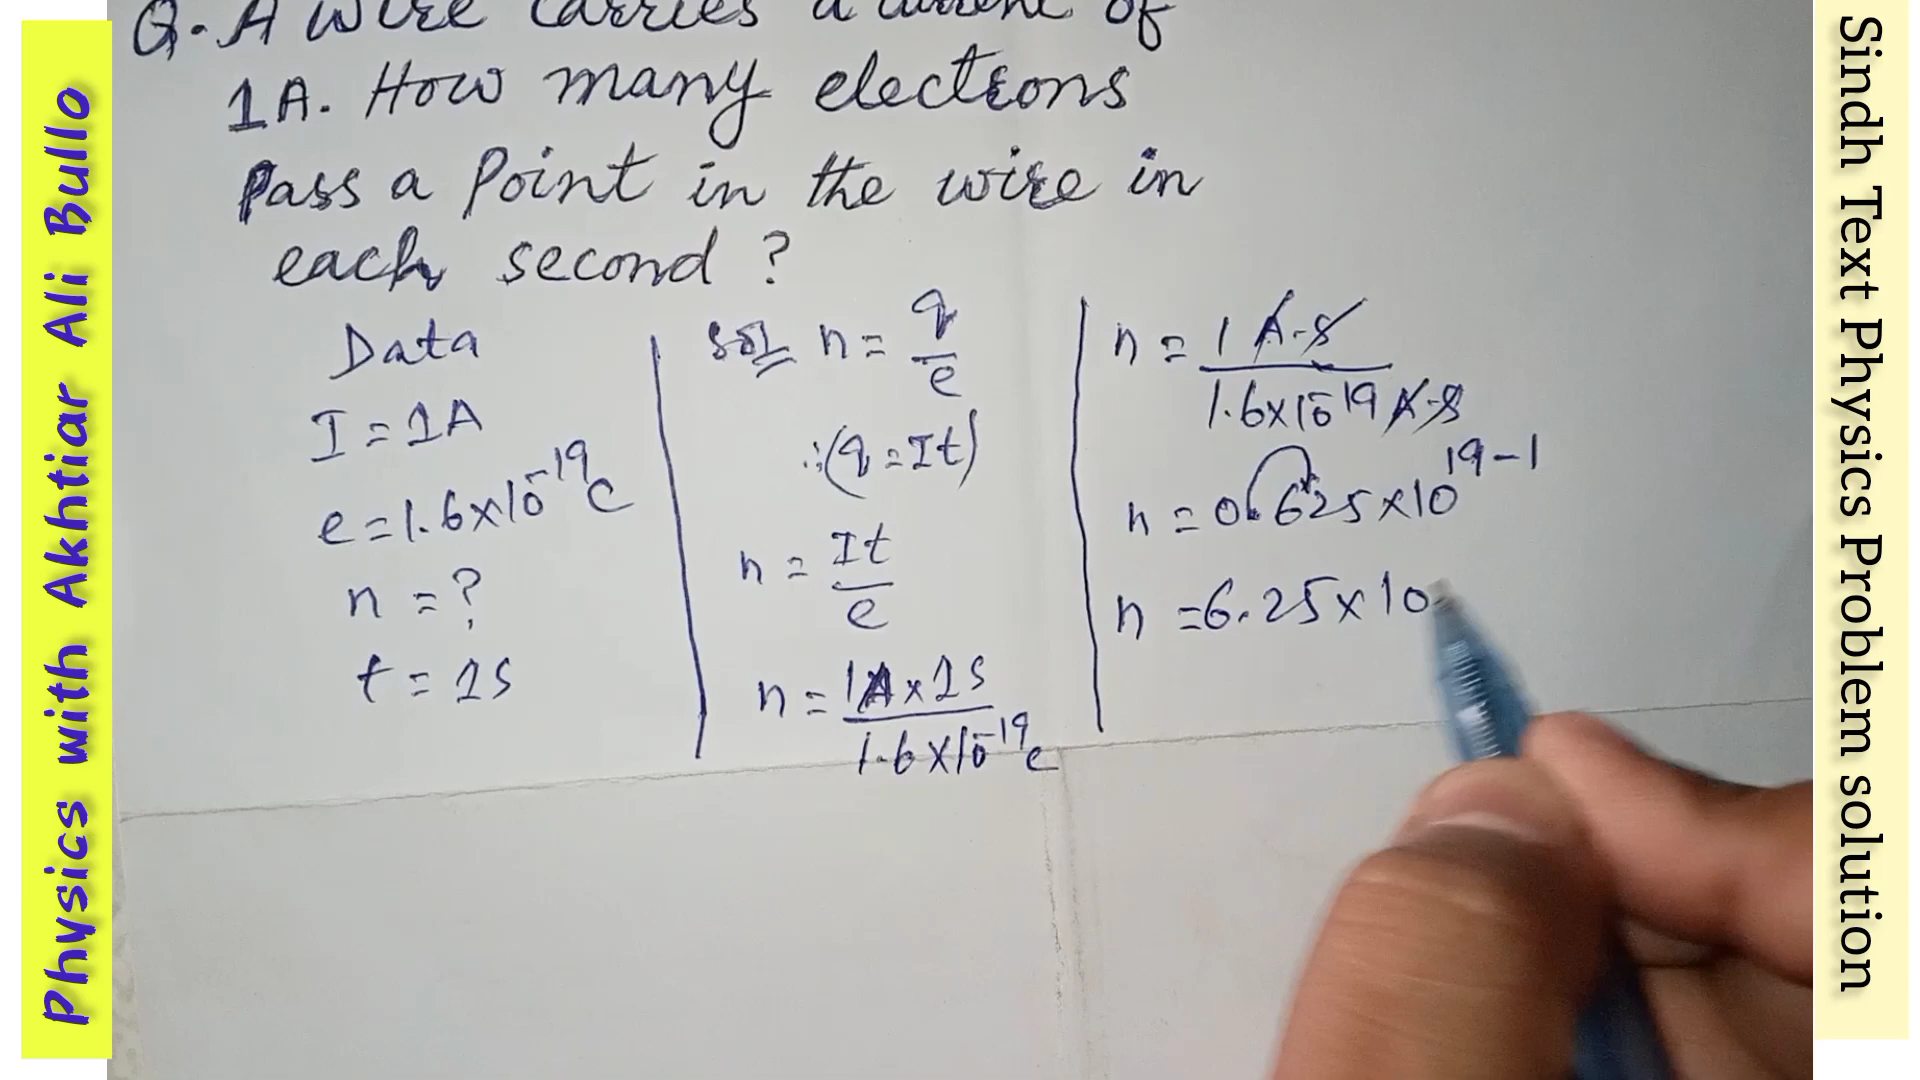 Physics with Akhtiar Ali Bullo
Q. A wire carries a current of
1A. How many electrons
Pass a Point in the wire in
each second ?
Data
I = 1A
e = 1.6×10⁻¹⁹C
n = ?
t = 1s
Sol n = q/e
∴(q = It)
n = It/e
n = 1A × 1s / 1.6×10⁻¹⁹c
n = 1 A-s / 1.6×10⁻¹⁹ A-s
n = 0.625×10¹⁹⁻¹
n = 6.25×10
Sindh Text Physics Problem solution